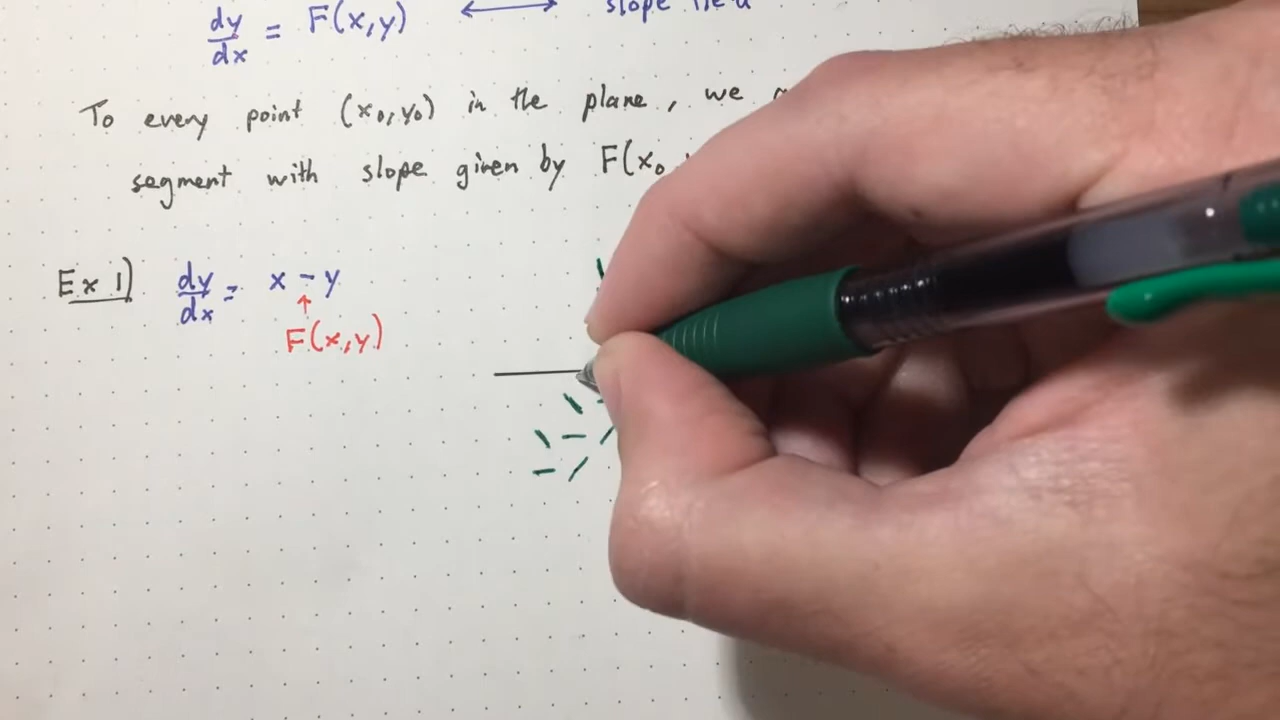 dy/dx = F(x,y) ⟷ slope
To every point (x₀,y₀) in the plane, we
segment with slope given by F(x₀
Ex 1) dy/dx = x - y
↑
F(x,y)